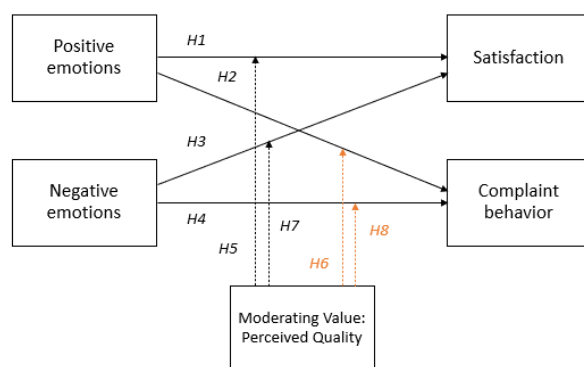 Positive
emotions
H1
H2
Satisfaction
H3
Negative
emotions
H4
Complaint
behavior
H7
H8
H5
H6
Moderating Value:
Perceived Quality